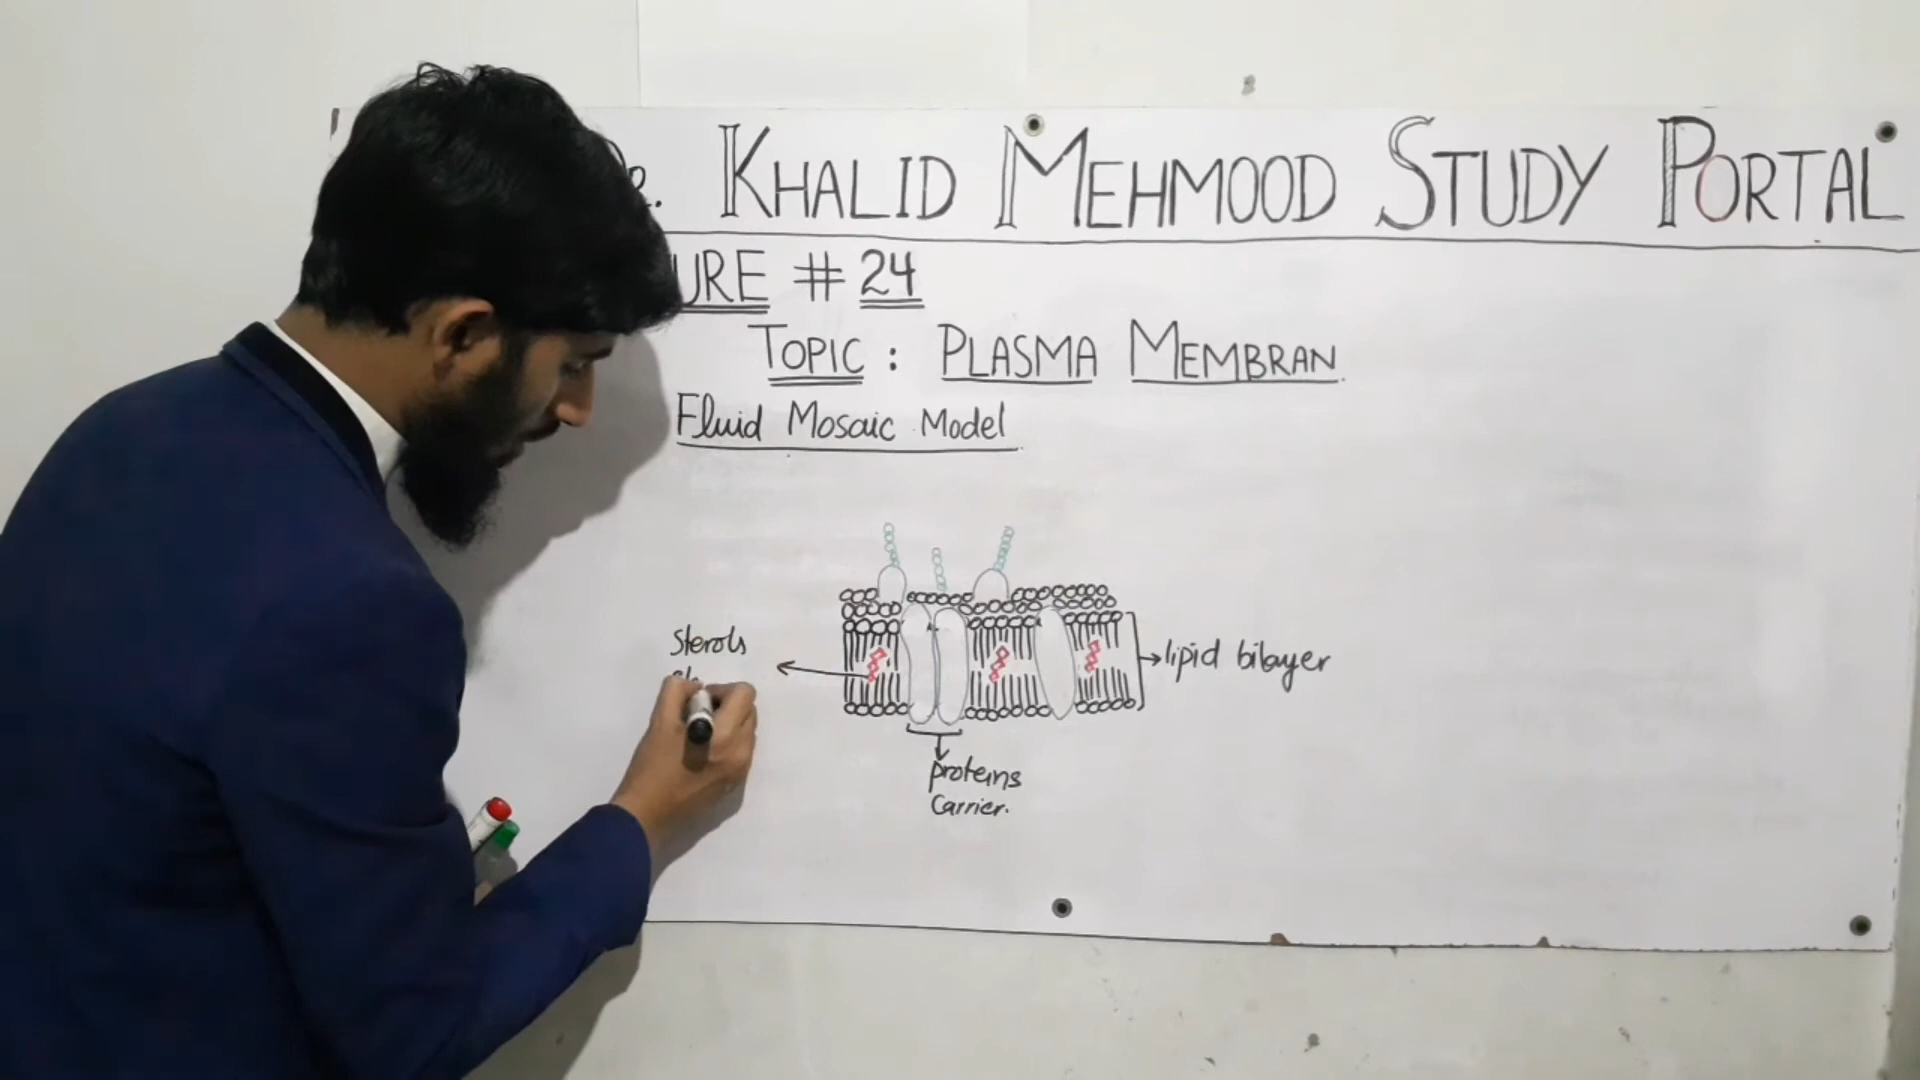 KHALID MEHMOOD STUDY PORTAL
URE # 24
TOPIC : PLASMA MEMBRAN
Fluid Mosaic Model
Sterols
lipid bilayer
proteins
Carrier.